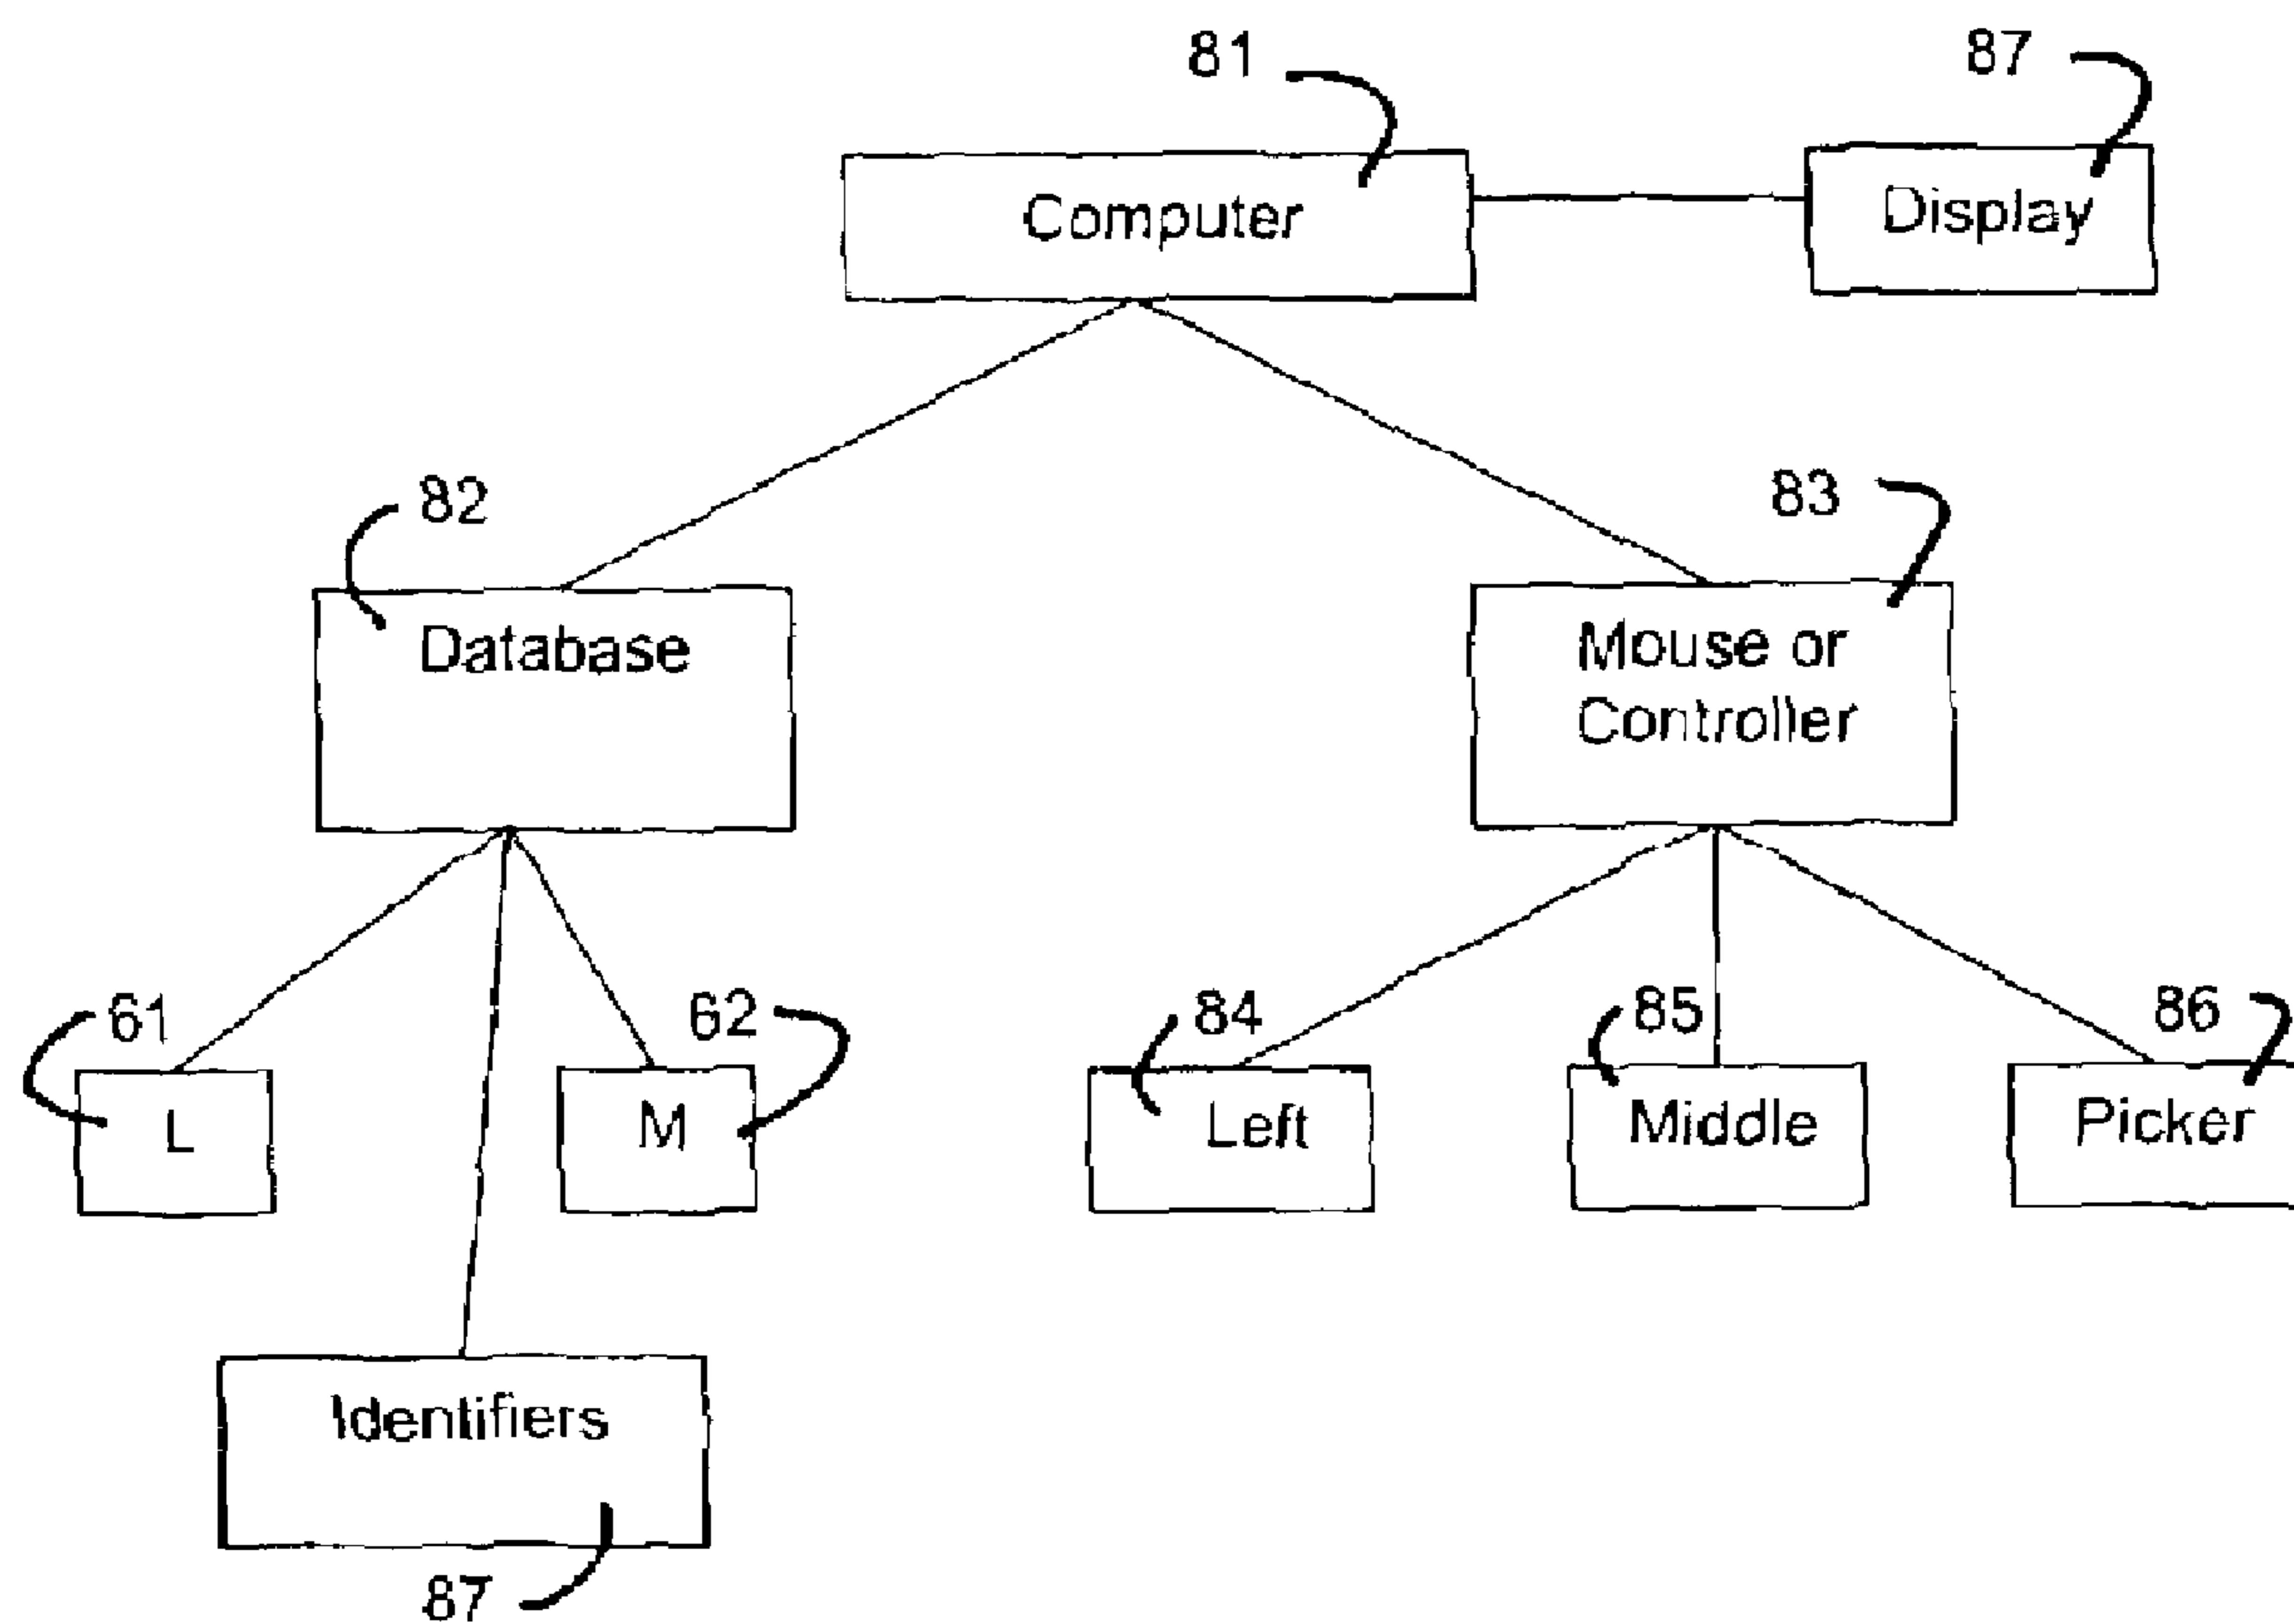 81
87
Computer
Display
82
83
Database
Mouse or
Controller
61
62
84
85
86
L
M
Left
Middle
Picker
Identifiers
87